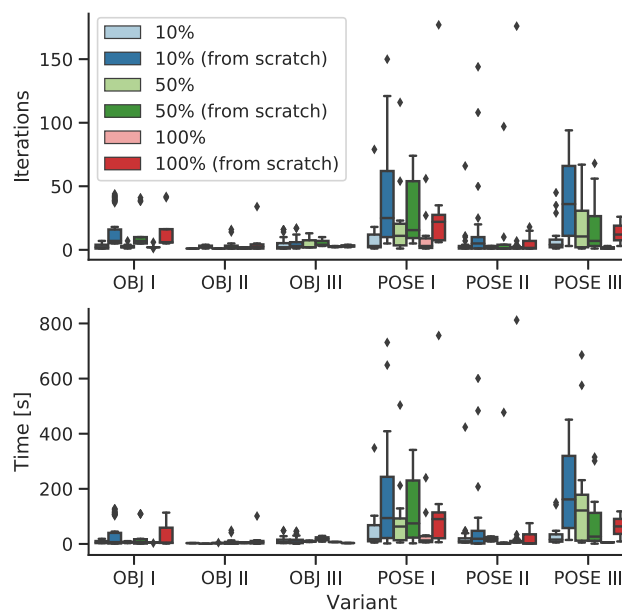 10%
10% (from scratch)
50%
50% (from scratch)
100%
100% (from scratch)
Iterations
150
100
50
0
OBJ I OBJ II OBJ III POSE I POSE II POSE III
Time [s]
800
600
400
200
0
OBJ I OBJ II OBJ III POSE I POSE II POSE III
Variant